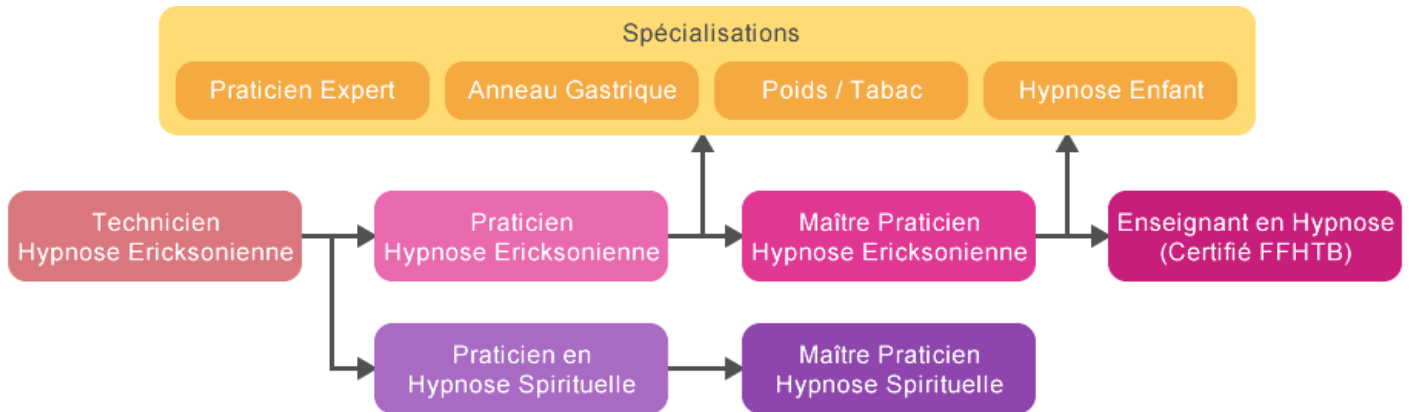 Spécialisations
Praticien Expert
Anneau Gastrique
Poids / Tabac
Hypnose Enfant
Technicien
Hypnose Ericksonienne
Praticien
Hypnose Ericksonienne
Maître Praticien
Hypnose Ericksonienne
Enseignant en Hypnose
(Certifié FFHTB)
Praticien en
Hypnose Spirituelle
Maître Praticien
Hypnose Spirituelle